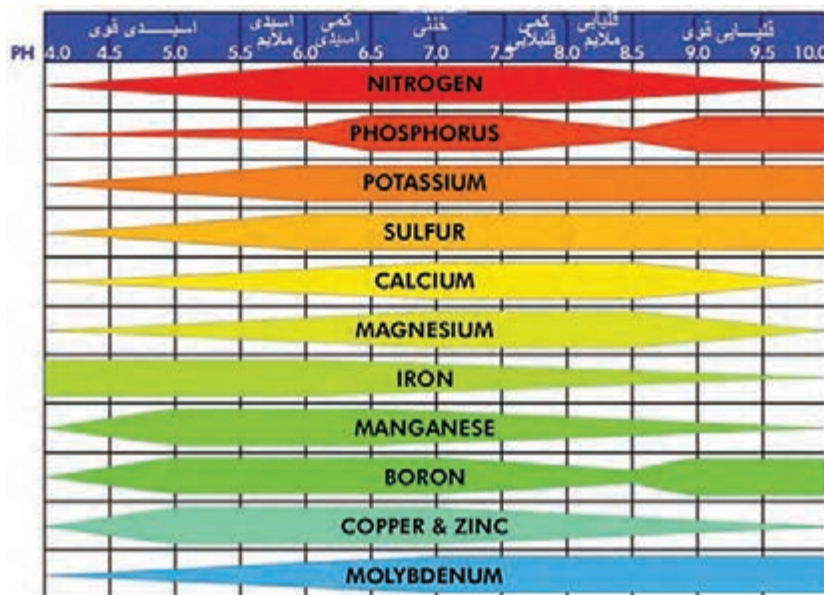 اسیدی قوی
اسیدی ملایم
کمی اسیدی
خنثی
کمی قلیایی
قلیایی ملایم
قلیایی قوی
PH 4.0 4.5 5.0 5.5 6.0 6.5 7.0 7.5 8.0 8.5 9.0 9.5 10.0
NITROGEN
PHOSPHORUS
POTASSIUM
SULFUR
CALCIUM
MAGNESIUM
IRON
MANGANESE
BORON
COPPER & ZINC
MOLYBDENUM